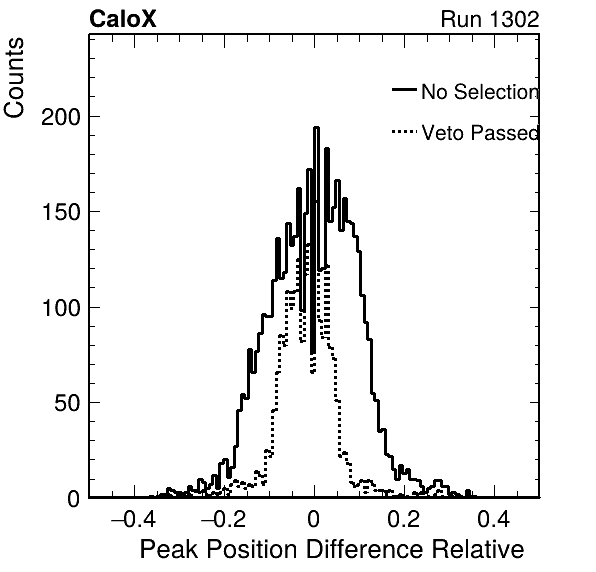 CaloX Run 1302
Counts
No Selection
Veto Passed
200
150
100
50
0
−0.4 −0.2 0 0.2 0.4
Peak Position Difference Relative